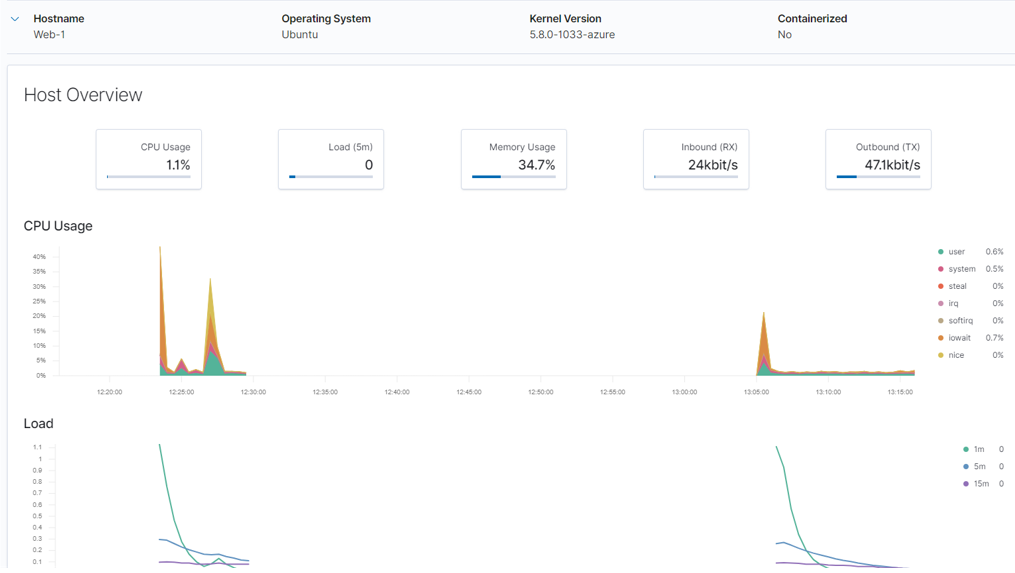 Hostname Operating System Kernel Version Containerized
Web-1 Ubuntu 5.8.0-1033-azure No
Host Overview
CPU Usage Load (5m) Memory Usage Inbound (RX) Outbound (TX)
1.1% 0 34.7% 24kbit/s 47.1kbit/s
CPU Usage
40%
35%
30%
25%
20%
15%
10%
5%
0%
12:20:00 12:25:00 12:30:00 12:35:00 12:40:00 12:45:00 12:50:00 12:55:00 13:00:00 13:05:00 13:10:00 13:15:00
user 0.6%
system 0.5%
steal 0%
irq 0%
softirq 0%
iowait 0.7%
nice 0%
Load
1.1
1
0.9
0.8
0.7
0.6
0.5
0.4
0.3
0.2
0.1
1m 0
5m 0
15m 0